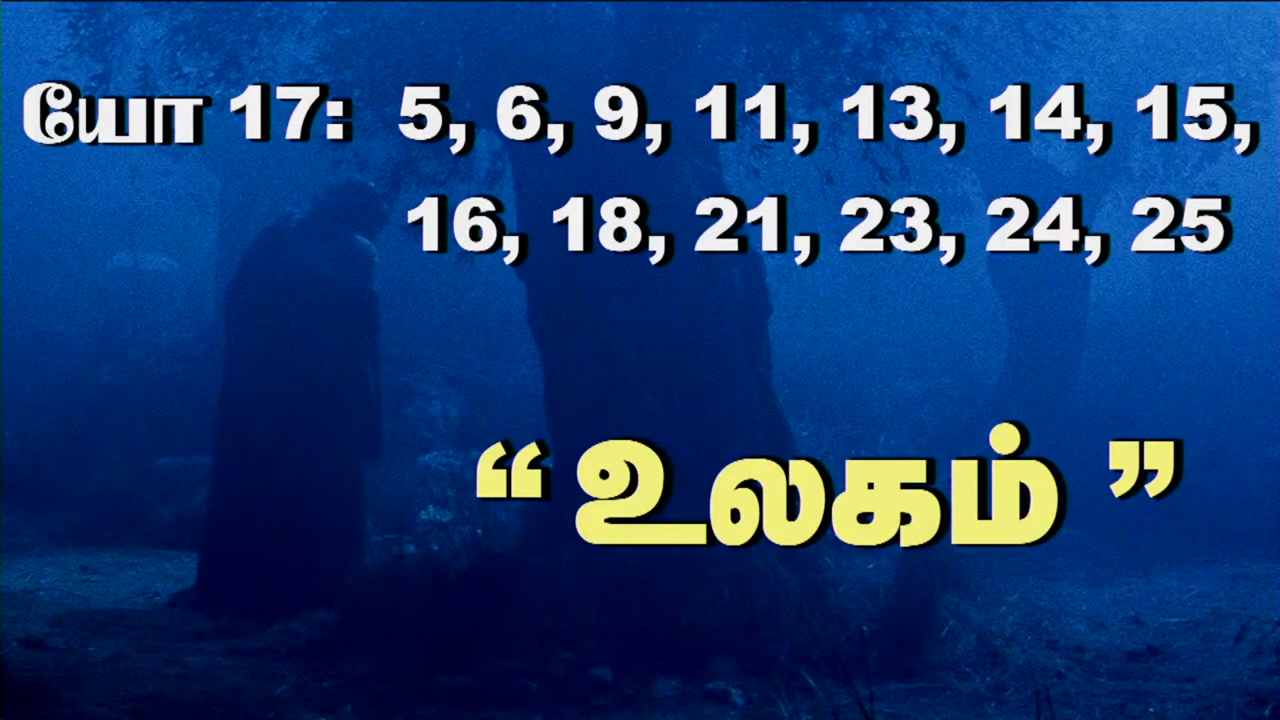 யோ 17: 5, 6, 9, 11, 13, 14, 15,
16, 18, 21, 23, 24, 25
“ உலகம் ”